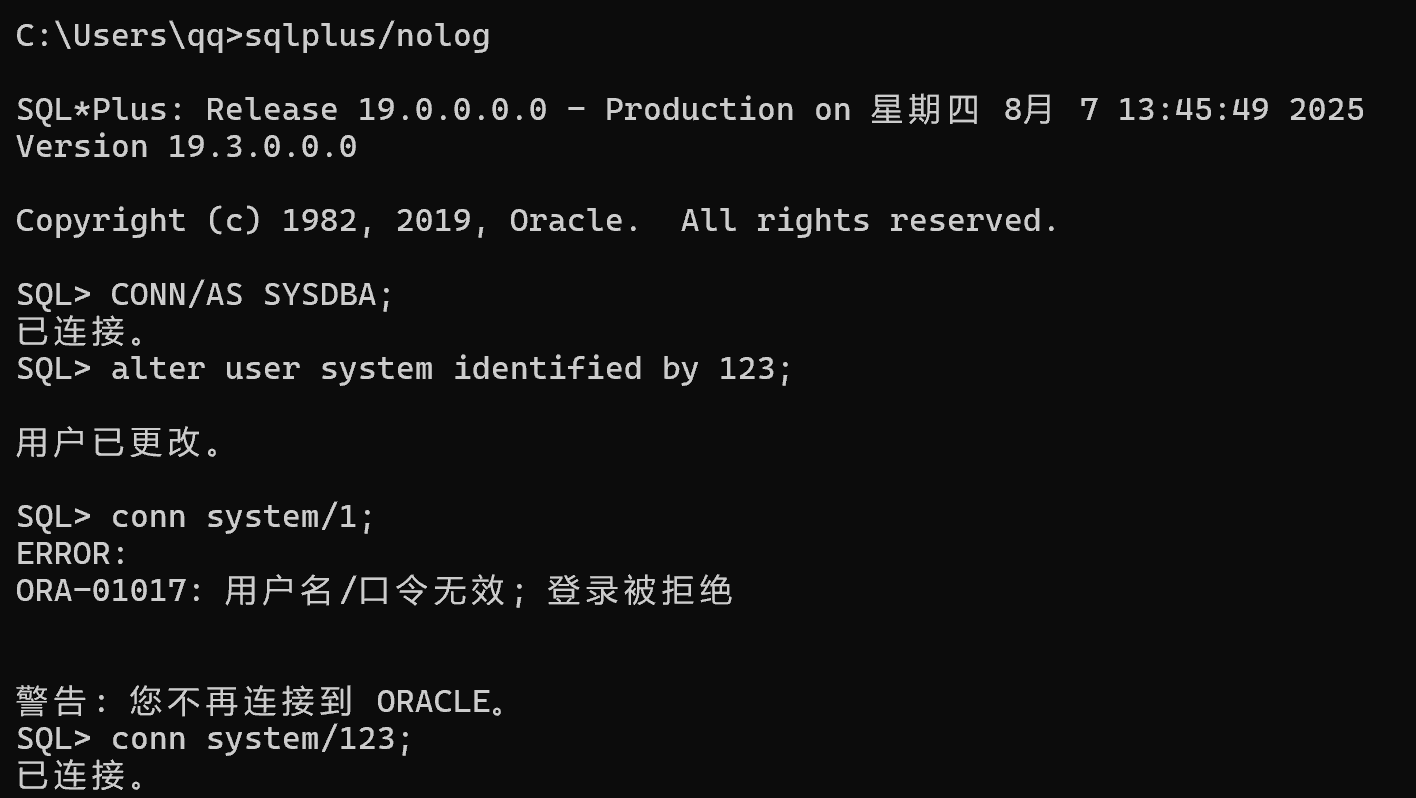 C:\Users\qq>sqlplus/nolog
SQL*Plus: Release 19.0.0.0.0 - Production on 星期四 8月 7 13:45:49 2025
Version 19.3.0.0.0
Copyright (c) 1982, 2019, Oracle.  All rights reserved.
SQL> CONN/AS SYSDBA;
已连接。
SQL> alter user system identified by 123;
用户已更改。
SQL> conn system/1;
ERROR:
ORA-01017: 用户名/口令无效; 登录被拒绝
警告: 您不再连接到 ORACLE。
SQL> conn system/123;
已连接。